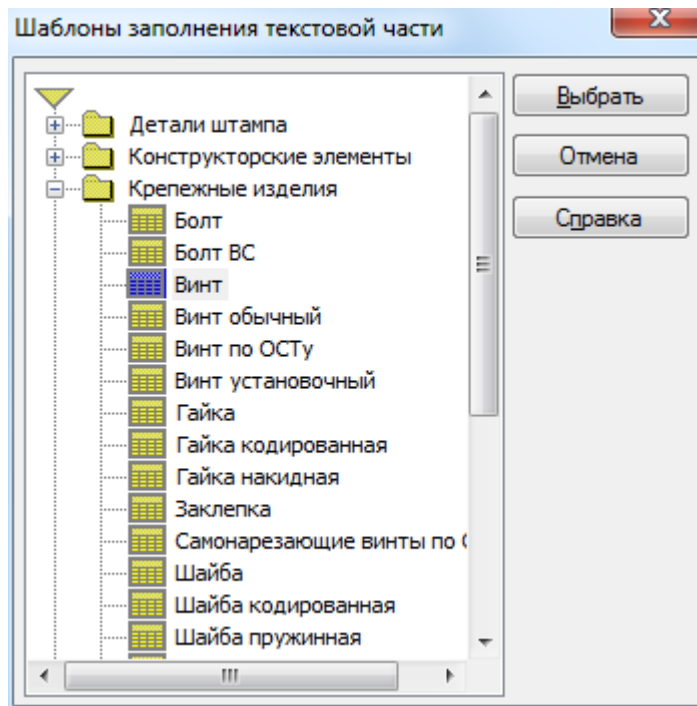 Шаблоны заполнения текстовой части
Выбрать
Отмена
Справка
Детали штампа
Конструкторские элементы
Крепежные изделия
Болт
Болт ВС
Винт
Винт обычный
Винт по ОСТу
Винт установочный
Гайка
Гайка кодированная
Гайка накидная
Заклепка
Самонарезающие винты по
Шайба
Шайба кодированная
Шайба пружинная